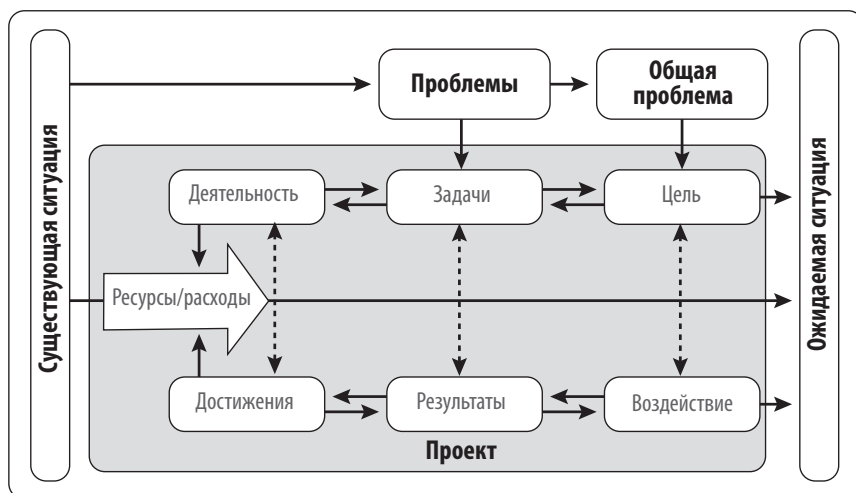 Существующая ситуация
Проблемы
Общая
проблема
Ожидаемая ситуация
Деятельность
Задачи
Цель
Ресурсы/расходы
Достижения
Результаты
Воздействие
Проект